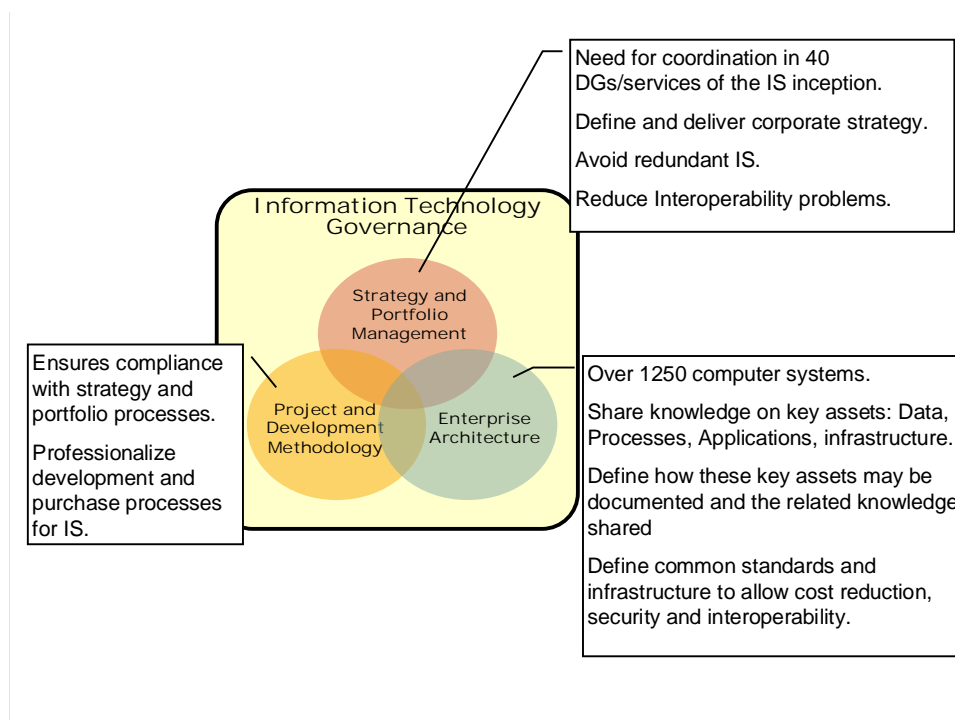 Need for coordination in 40
DGs/services of the IS inception.
Define and deliver corporate strategy.
Avoid redundant IS.
Reduce Interoperability problems.
Information Technology
Governance
Strategy and
Portfolio
Management
Ensures compliance
with strategy and
portfolio processes.
Professionalize
development and
purchase processes
for IS.
Project and
Development
Methodology
Enterprise
Architecture
Over 1250 computer systems.
Share knowledge on key assets: Data,
Processes, Applications, infrastructure.
Define how these key assets may be
documented and the related knowledge
shared
Define common standards and
infrastructure to allow cost reduction,
security and interoperability.